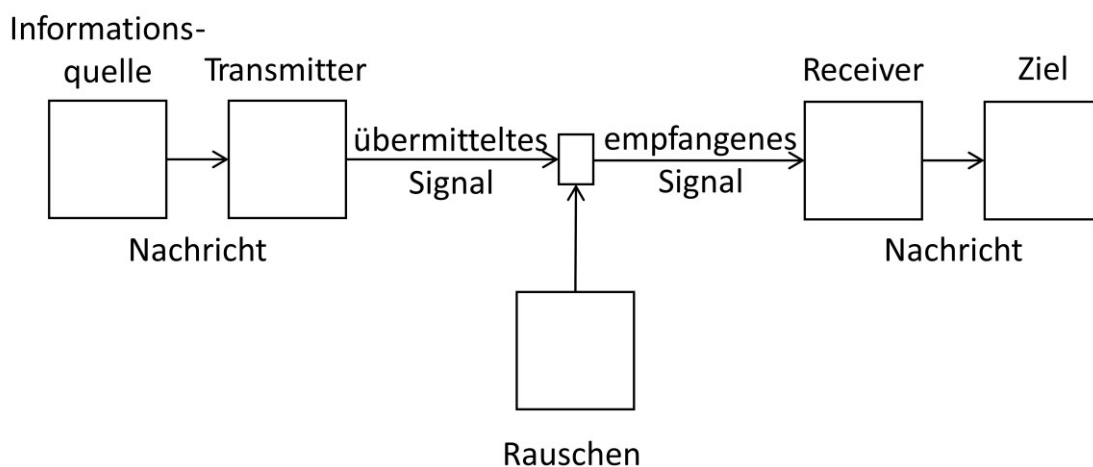 Informations-
quelle
Transmitter
Receiver
Ziel
übermitteltes
Signal
empfangenes
Signal
Nachricht
Nachricht
Rauschen